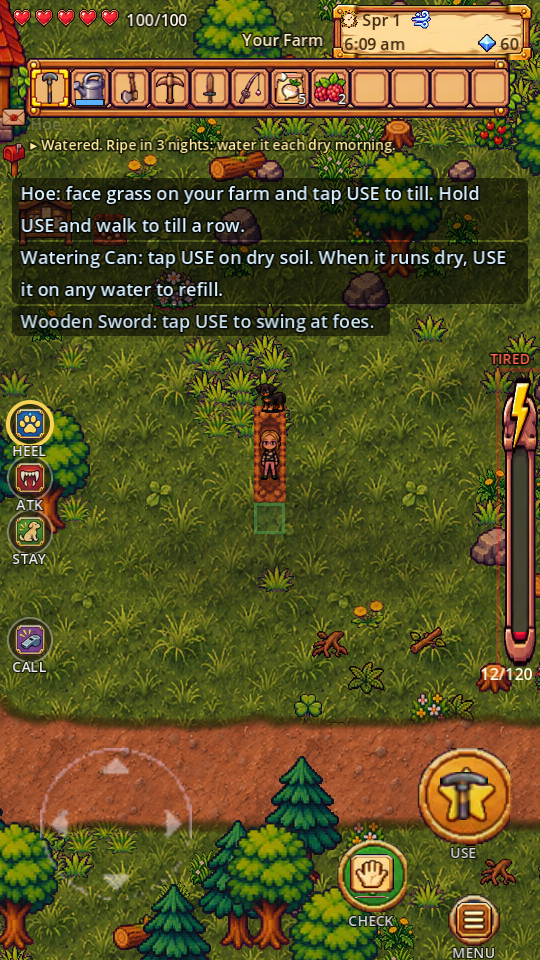 100/100
Spr 1
Your Farm
6:09 am
60
5
2
▸ Watered. Ripe in 3 nights: water it each dry morning.
Hoe: face grass on your farm and tap USE to till. Hold
USE and walk to till a row.
Watering Can: tap USE on dry soil. When it runs dry, USE
it on any water to refill.
Wooden Sword: tap USE to swing at foes.
TIRED
HEEL
ATK
STAY
CALL
12/120
USE
CHECK
MENU